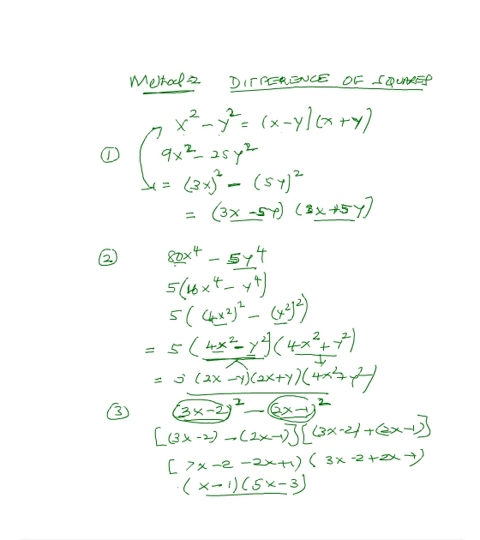 Method 2 DIFFERENCE OF SQUARES
x² - y² = (x-y)(x+y)
① 9x² - 25y²
= (3x)² - (5y)²
= (3x-5y) (3x+5y)
② 80x⁴ - 5y⁴
5(16x⁴ - y⁴)
5((4x²)² - (y²)²)
= 5(4x² - y²)(4x² + y²)
= 5(2x-y)(2x+y)(4x²+y²)
③ (3x-2)² - (2x-1)²
[(3x-2) - (2x-1)][(3x-2)+(2x-1)]
[3x-2-2x+1) (3x-2+2x-1)
(x-1)(5x-3)